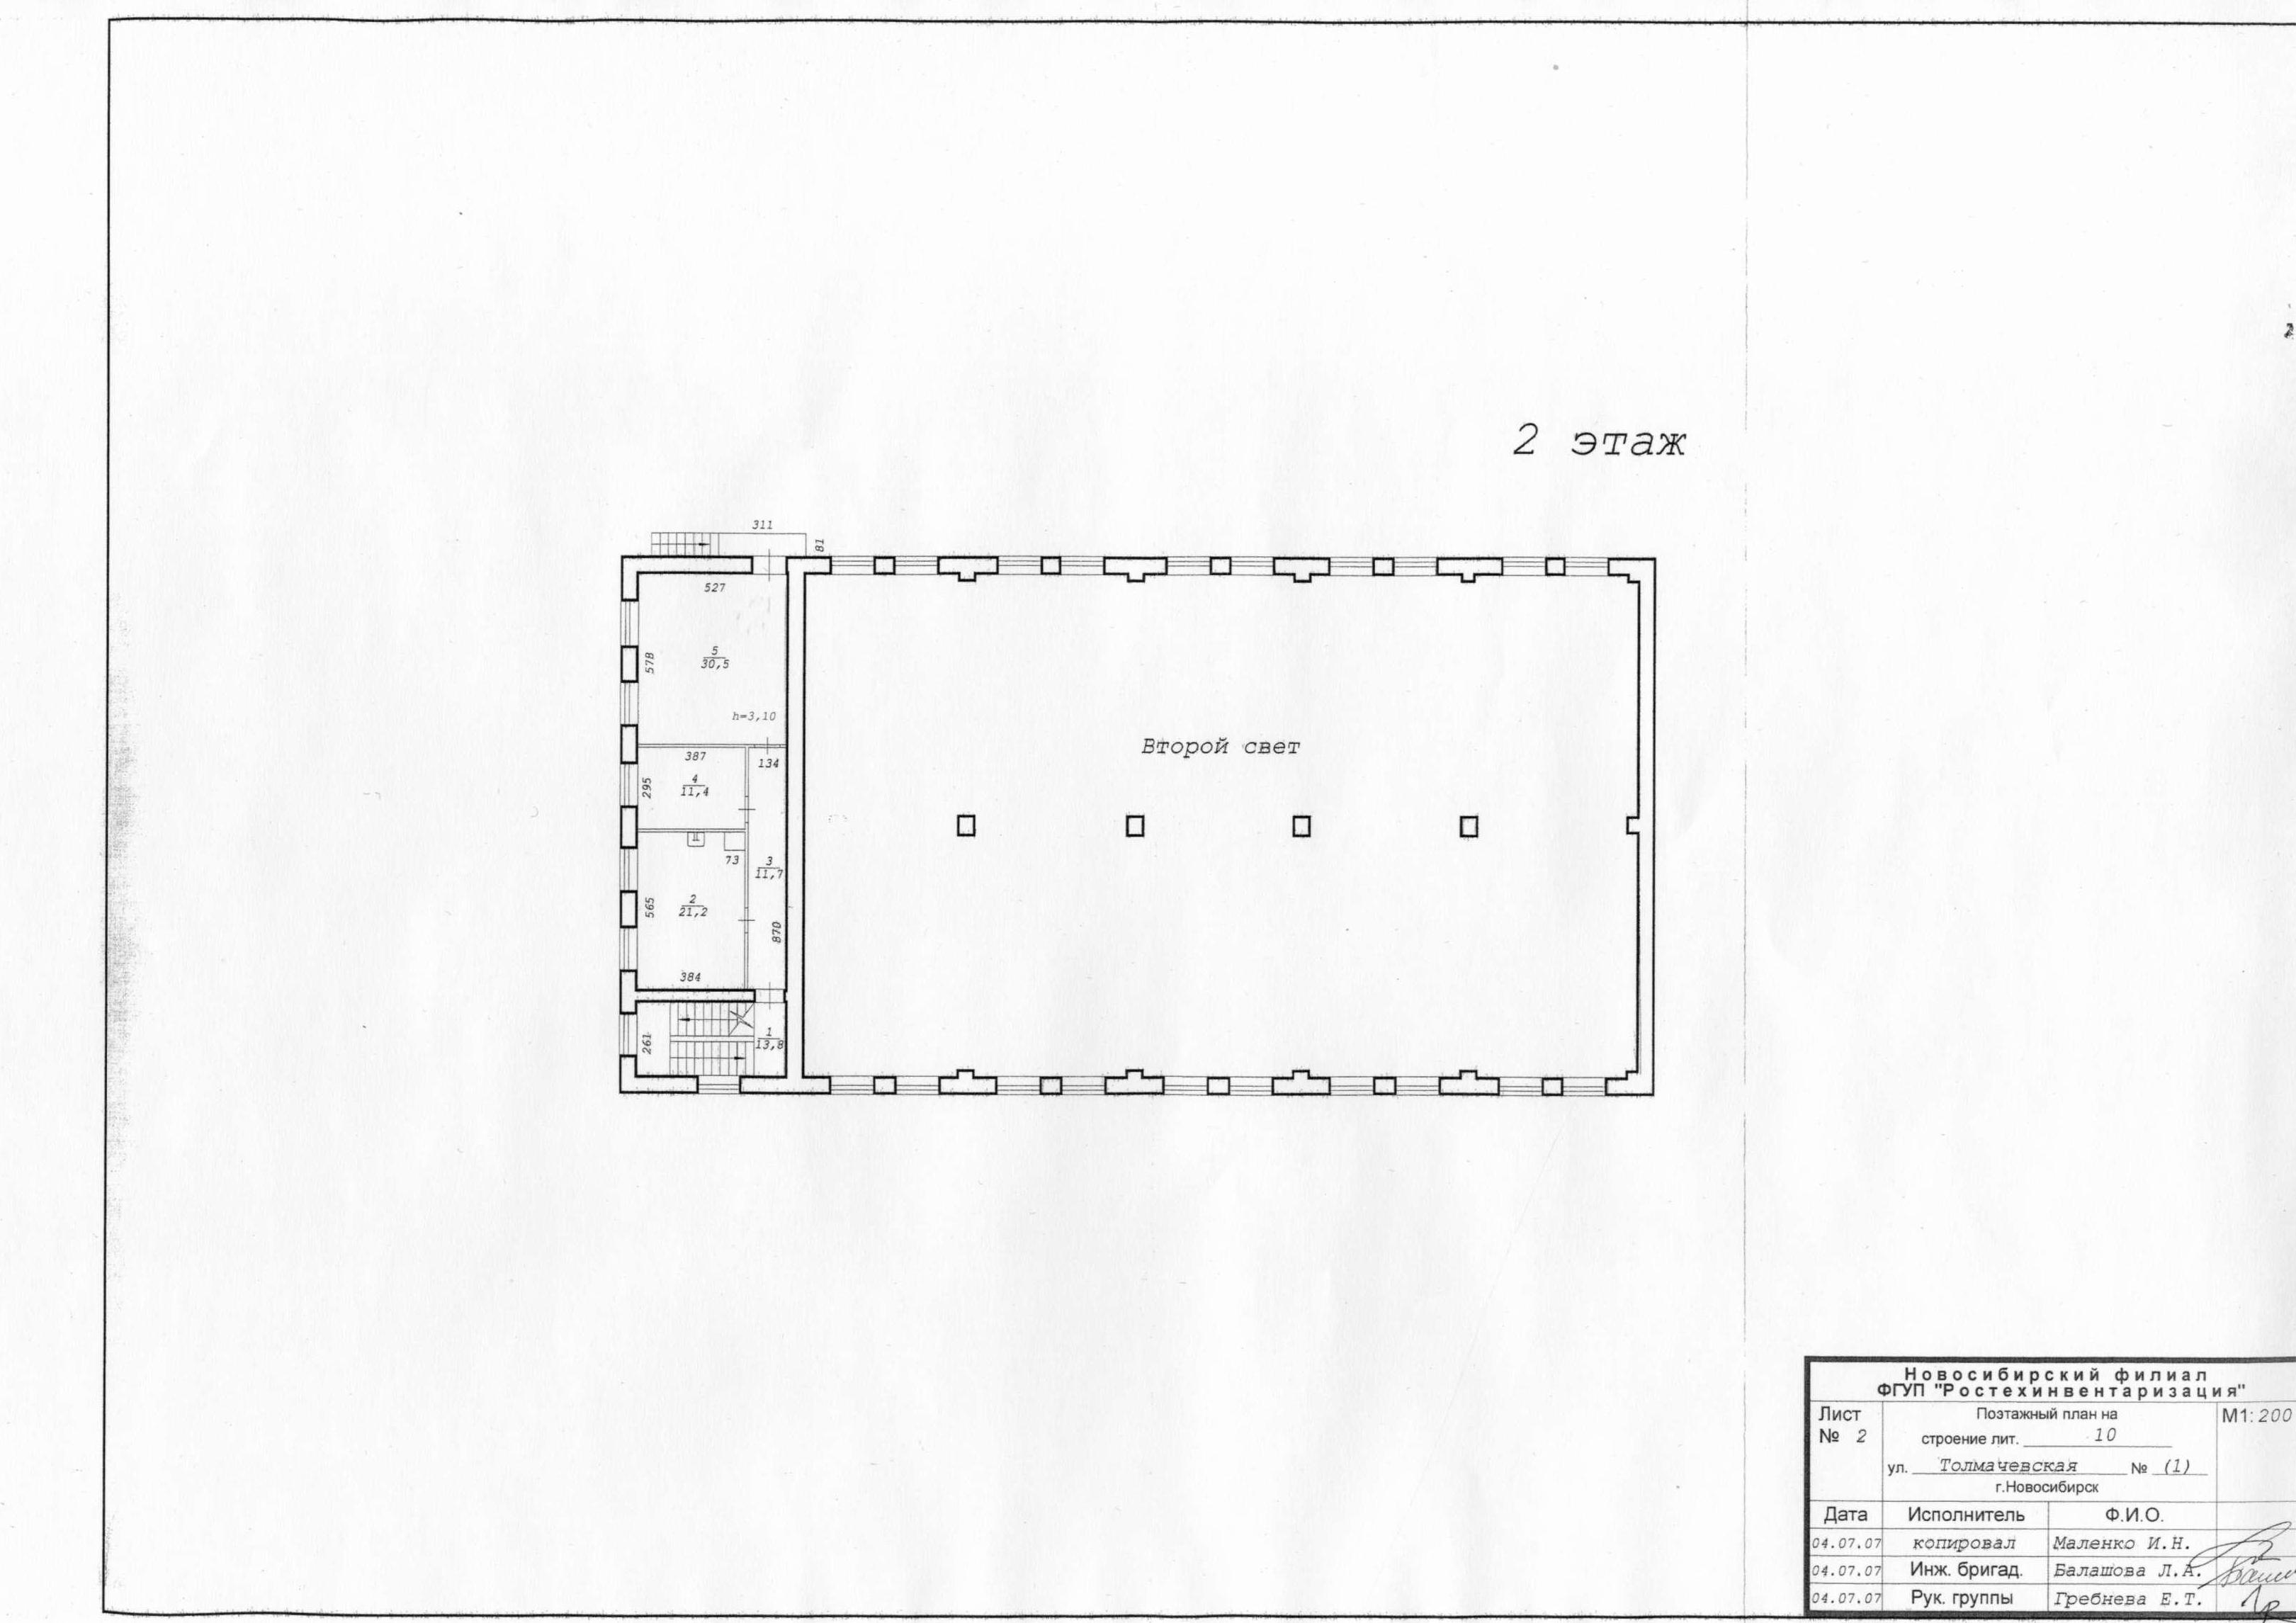 2 этаж
311
81
527
5
30,5
578
h=3,10
387
134
4
11,4
295
73
3
11,7
2
21,2
565
870
384
1
13,8
261
Второй свет
Новосибирский филиал
ФГУП "Ростехинвентаризация"
Лист
№ 2
Поэтажный план на
строение лит. 10
ул. Толмачевская № (1)
г.Новосибирск
М1:200
Дата Исполнитель Ф.И.О.
04.07.07 копировал Маленко И.Н.
04.07.07 Инж. бригад. Балашова Л.А.
04.07.07 Рук. группы Гребнева Е.Т.